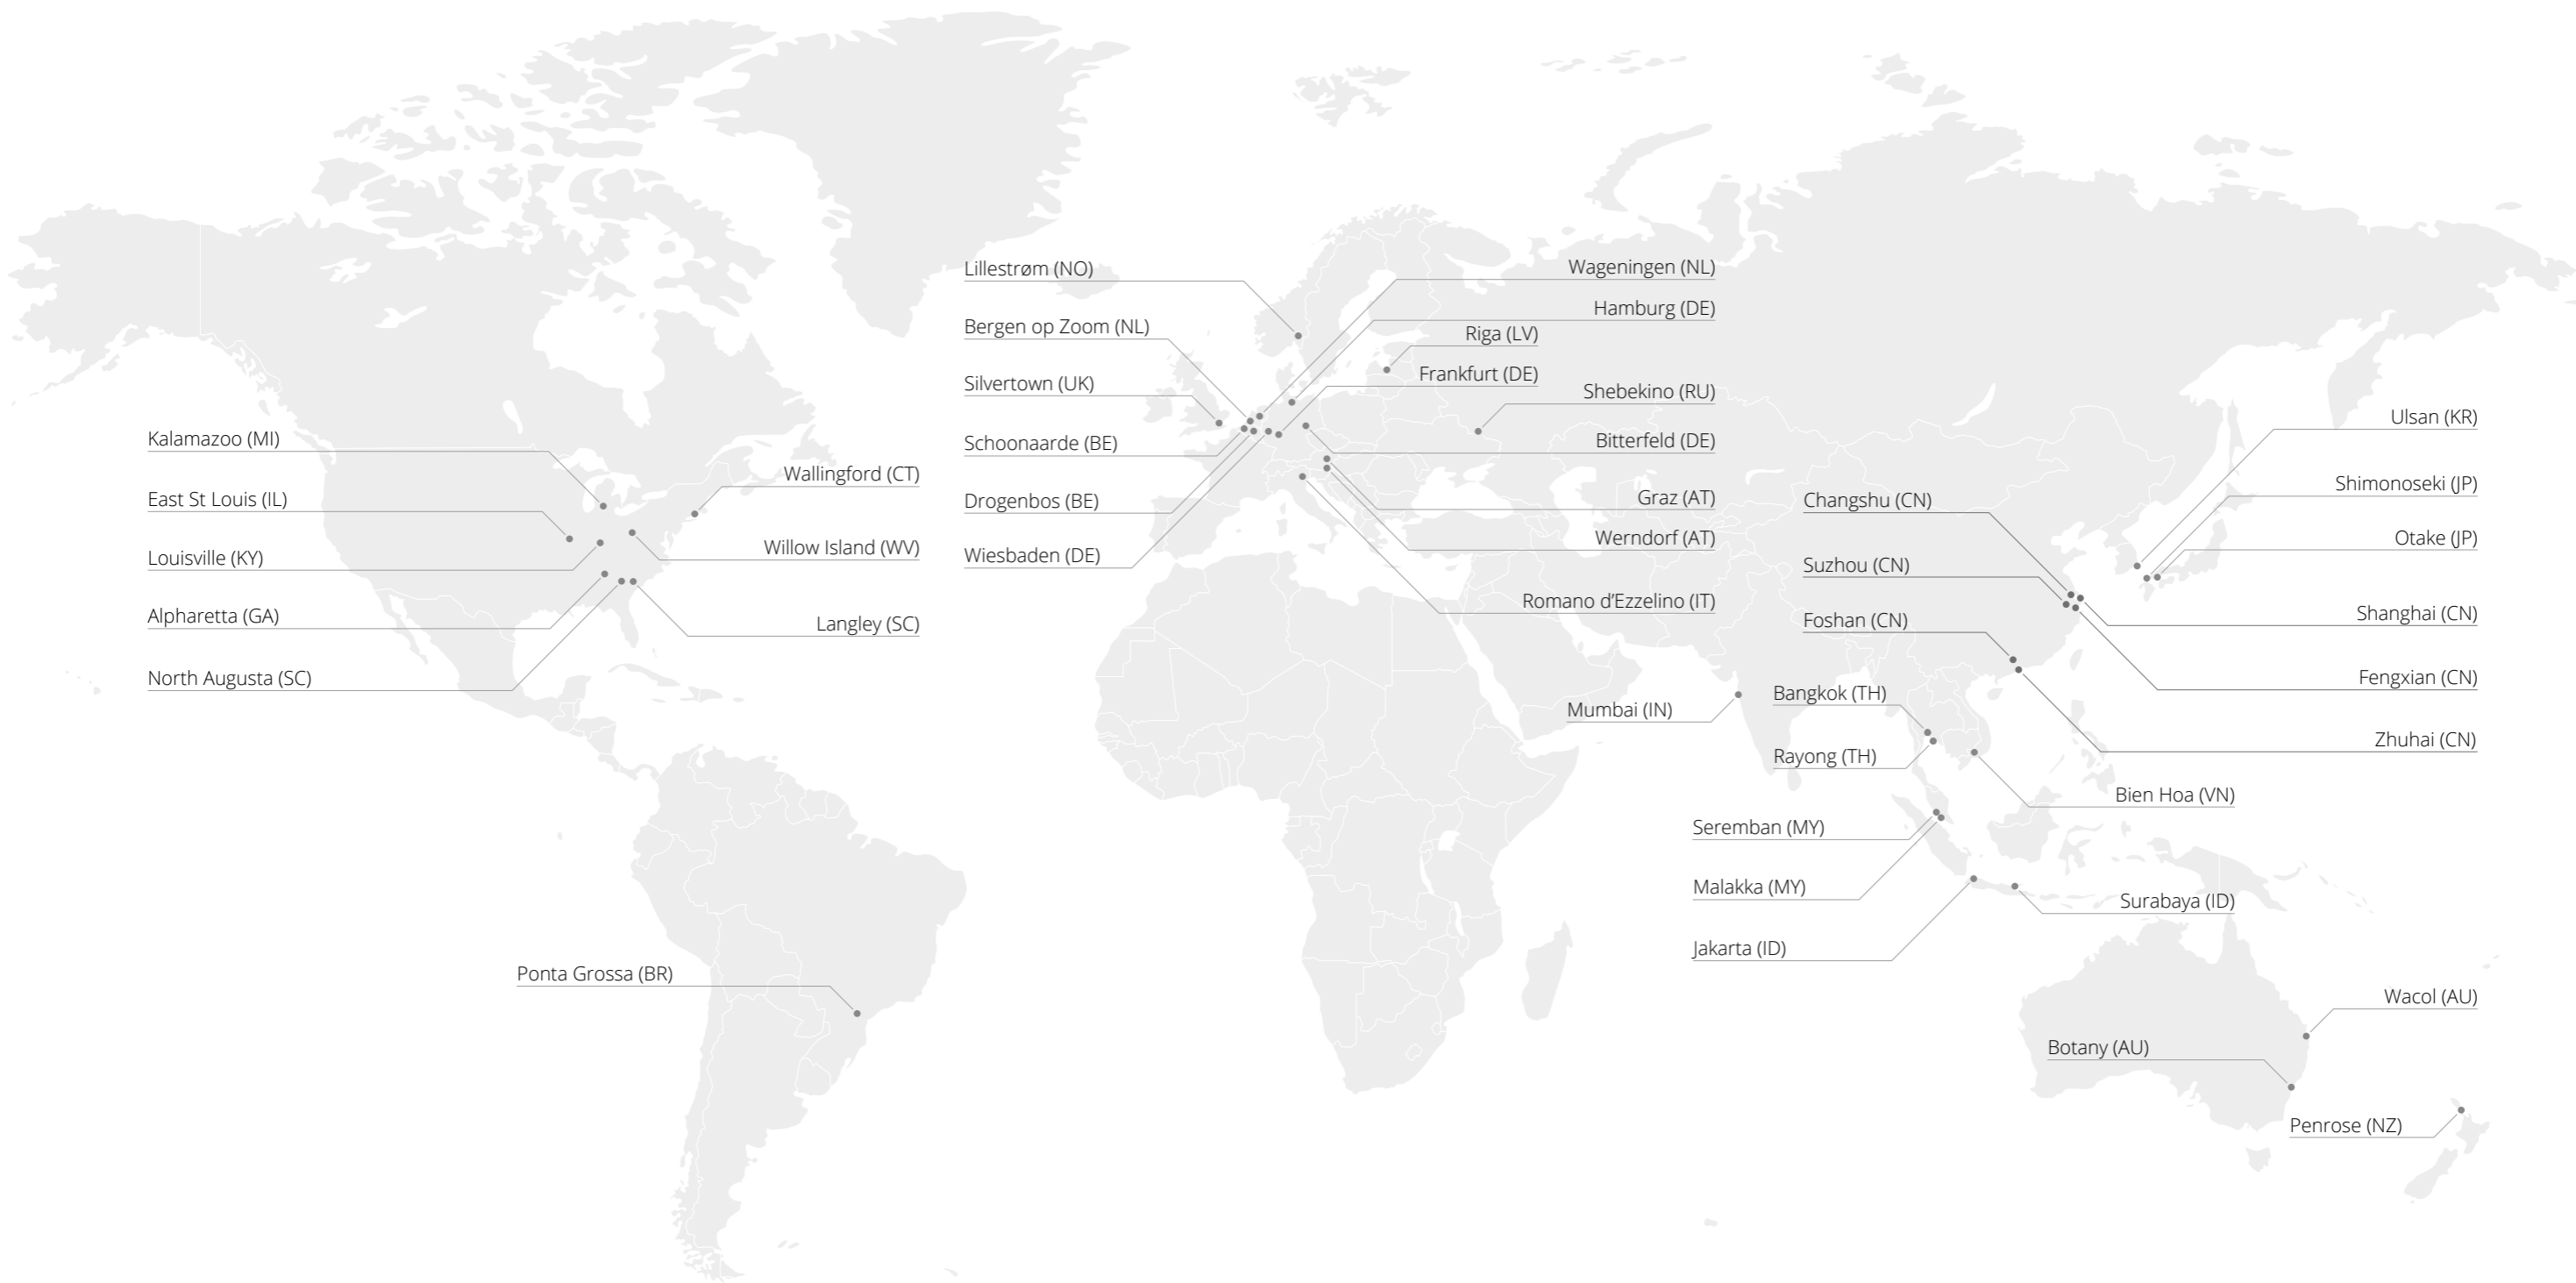 Kalamazoo (MI)
East St Louis (IL)
Louisville (KY)
Alpharetta (GA)
North Augusta (SC)
Wallingford (CT)
Willow Island (WV)
Langley (SC)
Ponta Grossa (BR)
Lillestrøm (NO)
Bergen op Zoom (NL)
Silvertown (UK)
Schoonaarde (BE)
Drogenbos (BE)
Wiesbaden (DE)
Wageningen (NL)
Hamburg (DE)
Riga (LV)
Frankfurt (DE)
Shebekino (RU)
Bitterfeld (DE)
Graz (AT)
Werndorf (AT)
Romano d’Ezzelino (IT)
Mumbai (IN)
Changshu (CN)
Suzhou (CN)
Foshan (CN)
Bangkok (TH)
Rayong (TH)
Seremban (MY)
Malakka (MY)
Jakarta (ID)
Ulsan (KR)
Shimonoseki (JP)
Otake (JP)
Shanghai (CN)
Fengxian (CN)
Zhuhai (CN)
Bien Hoa (VN)
Surabaya (ID)
Wacol (AU)
Botany (AU)
Penrose (NZ)